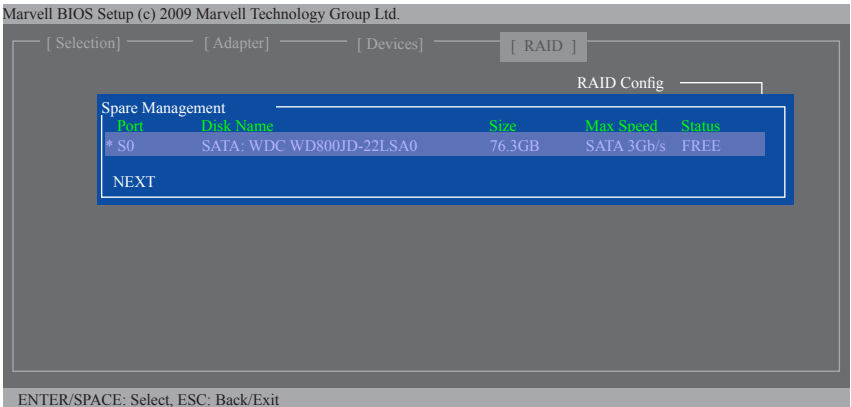 Marvell BIOS Setup (c) 2009 Marvell Technology Group Ltd.
[ Selection] [ Adapter] [ Devices] [ RAID ]
RAID Config
Spare Management
Port Disk Name Size Max Speed Status
* S0 SATA: WDC WD800JD-22LSA0 76.3GB SATA 3Gb/s FREE
NEXT
ENTER/SPACE: Select, ESC: Back/Exit